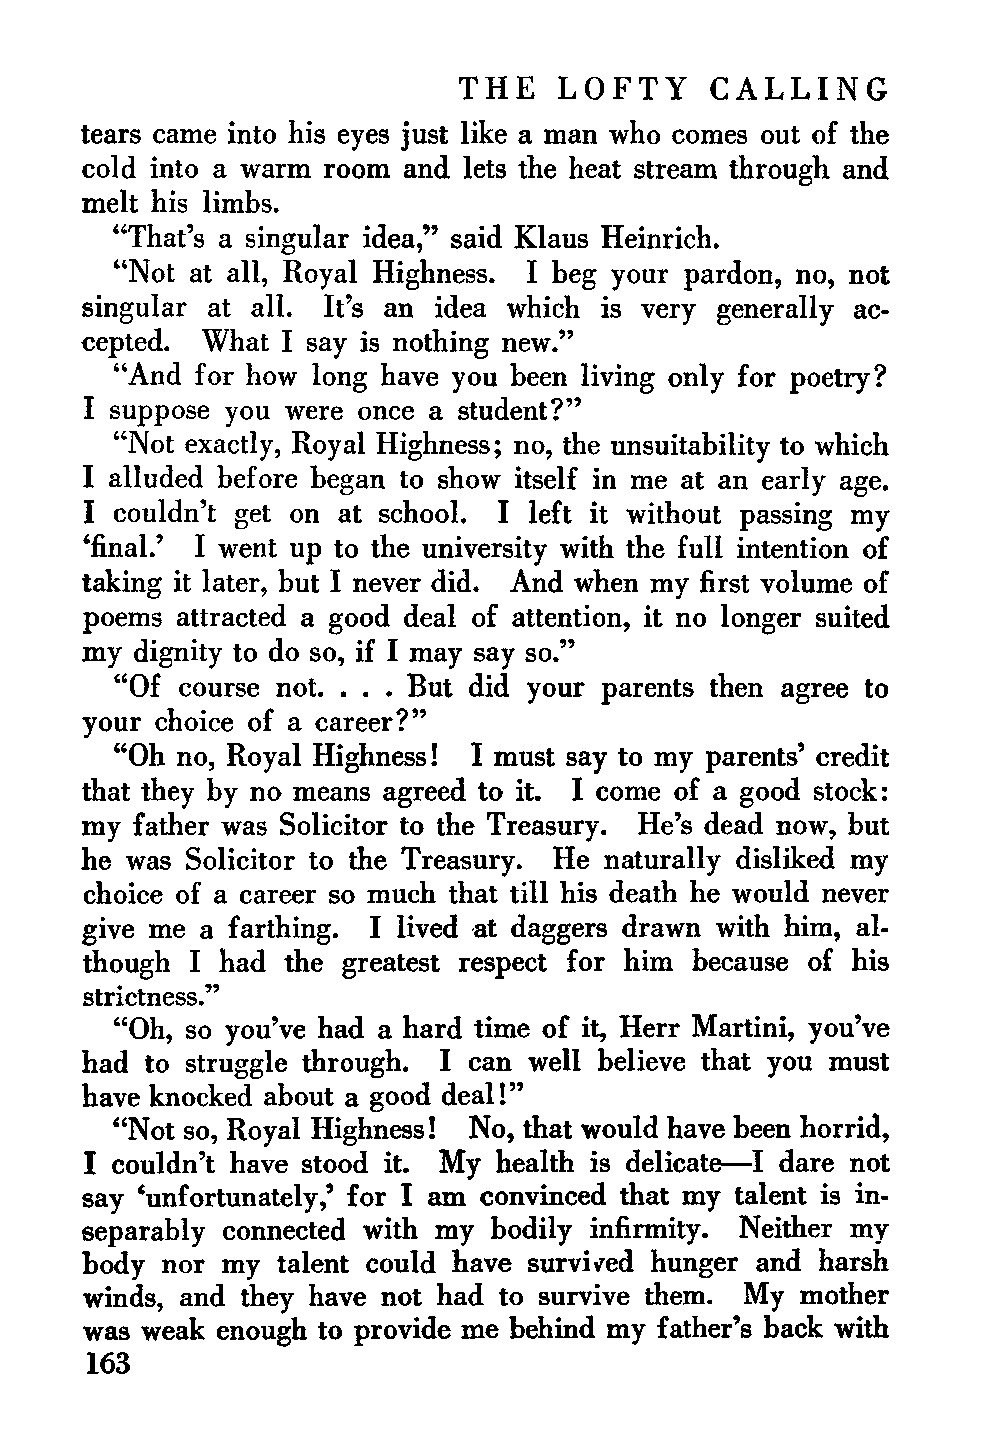 THE LOFTY CALLING
tears came into his eyes just like a man who comes out of the
cold into a warm room and lets the heat stream through and
melt his limbs.
“That’s a singular idea,” said Klaus Heinrich.
“Not at all, Royal Highness. I beg your pardon, no, not
singular at all. It’s an idea which is very generally ac-
cepted. What I say is nothing new.”
“And for how long have you been living only for poetry?
I suppose you were once a student?”
“Not exactly, Royal Highness; no, the unsuitability to which
I alluded before began to show itself in me at an early age.
I couldn’t get on at school. I left it without passing my
‘final.’ I went up to the university with the full intention of
taking it later, but I never did. And when my first volume of
poems attracted a good deal of attention, it no longer suited
my dignity to do so, if I may say so.”
“Of course not. . . . But did your parents then agree to
your choice of a career?”
“Oh no, Royal Highness! I must say to my parents’ credit
that they by no means agreed to it. I come of a good stock:
my father was Solicitor to the Treasury. He’s dead now, but
he was Solicitor to the Treasury. He naturally disliked my
choice of a career so much that till his death he would never
give me a farthing. I lived at daggers drawn with him, al-
though I had the greatest respect for him because of his
strictness.”
“Oh, so you’ve had a hard time of it, Herr Martini, you’ve
had to struggle through. I can well believe that you must
have knocked about a good deal!”
“Not so, Royal Highness! No, that would have been horrid,
I couldn’t have stood it. My health is delicate—I dare not
say ‘unfortunately,’ for I am convinced that my talent is in-
separably connected with my bodily infirmity. Neither my
body nor my talent could have survived hunger and harsh
winds, and they have not had to survive them. My mother
was weak enough to provide me behind my father’s back with
163